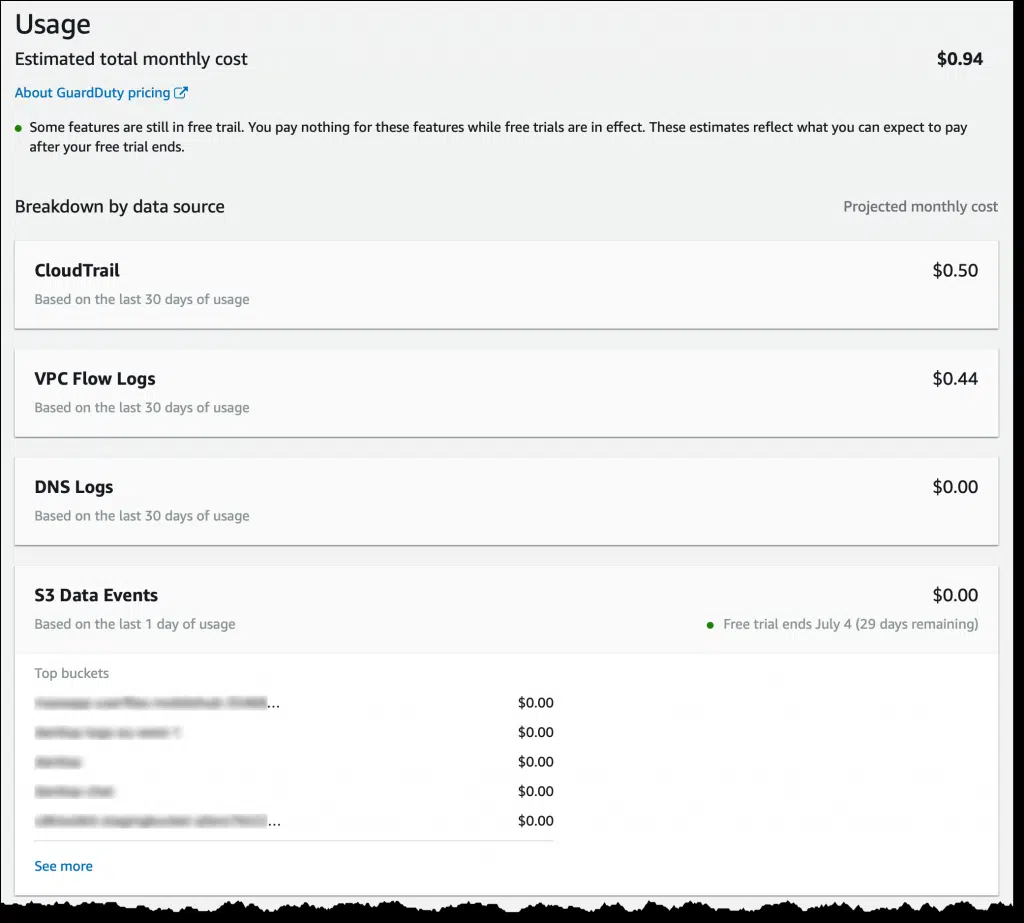 Usage
Estimated total monthly cost $0.94
About GuardDuty pricing
Some features are still in free trail. You pay nothing for these features while free trials are in effect. These estimates reflect what you can expect to pay
after your free trial ends.
Breakdown by data source Projected monthly cost
CloudTrail $0.50
Based on the last 30 days of usage
VPC Flow Logs $0.44
Based on the last 30 days of usage
DNS Logs $0.00
Based on the last 30 days of usage
S3 Data Events $0.00
Based on the last 1 day of usage Free trial ends July 4 (29 days remaining)
Top buckets
... $0.00
$0.00
$0.00
$0.00
... $0.00
See more